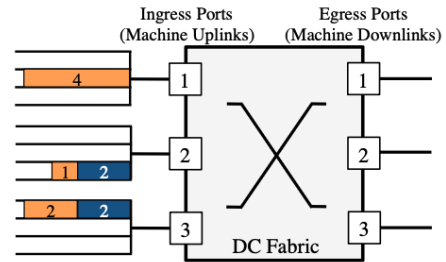 Ingress Ports
(Machine Uplinks)
Egress Ports
(Machine Downlinks)
4
1
1
1 2
2
2
2 2
3
3
DC Fabric